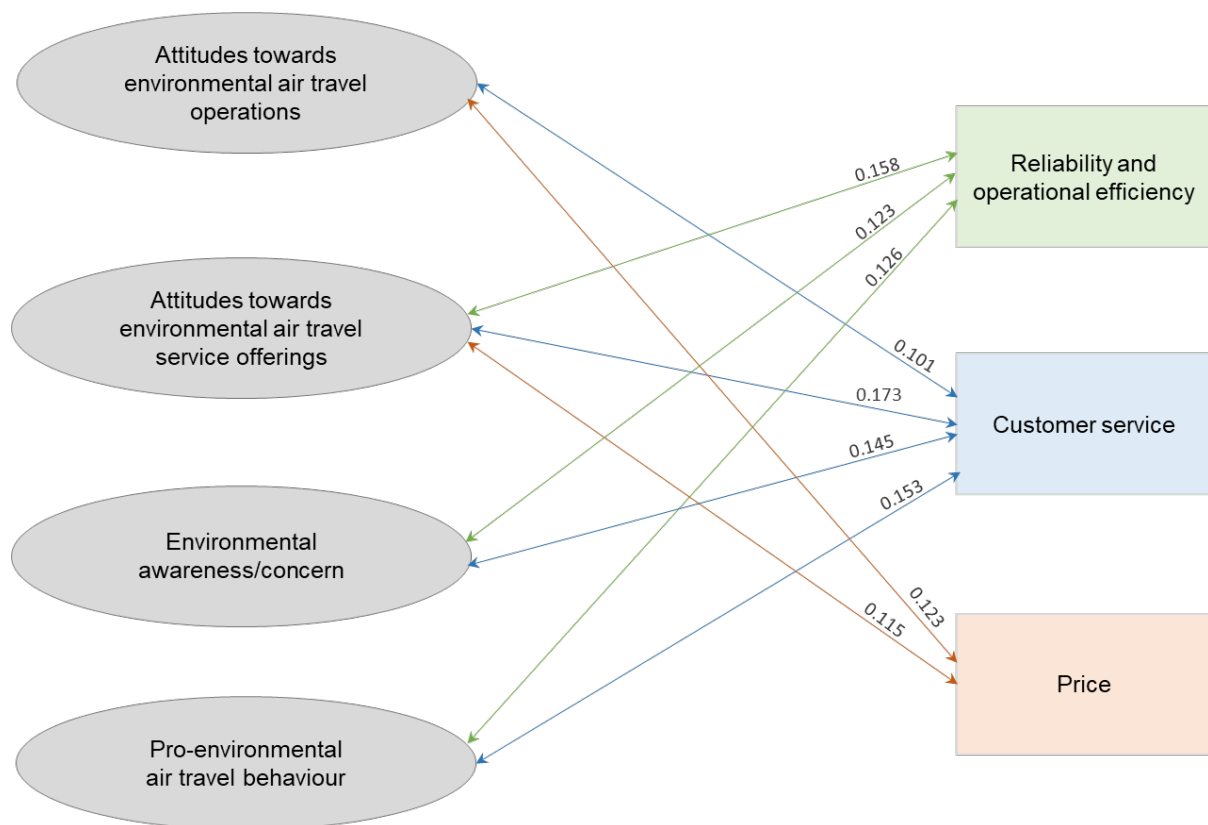 Attitudes towards
environmental air travel
operations
Attitudes towards
environmental air travel
service offerings
Environmental
awareness/concern
Pro-environmental
air travel behaviour
0.158
0.123
0.126
0.101
0.173
0.145
0.153
0.123
0.115
Reliability and
operational efficiency
Customer service
Price